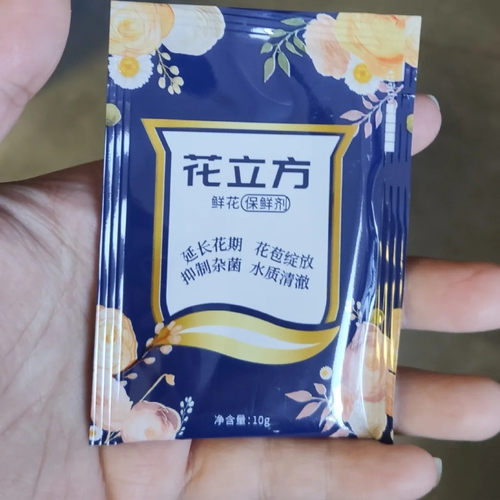 花立方
鲜花保鲜剂
延长花期 花苞绽放
抑制杂菌 水质清澈
净含量:10g